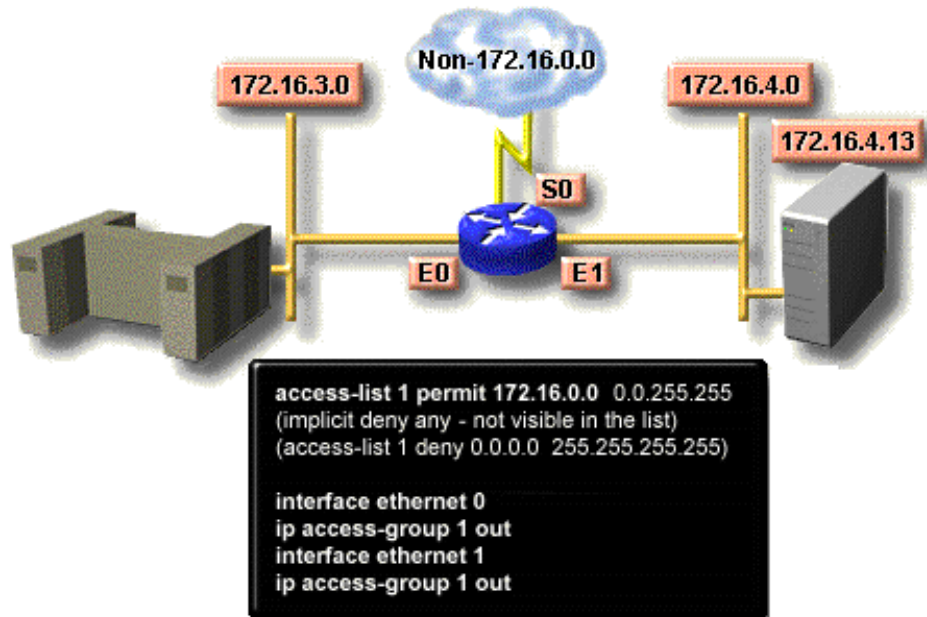 Non-172.16.0.0
172.16.3.0
172.16.4.0
172.16.4.13
S0
E0
E1
access-list 1 permit 172.16.0.0 0.0.255.255
(implicit deny any - not visible in the list)
(access-list 1 deny 0.0.0.0 255.255.255.255)
interface ethernet 0
ip access-group 1 out
interface ethernet 1
ip access-group 1 out